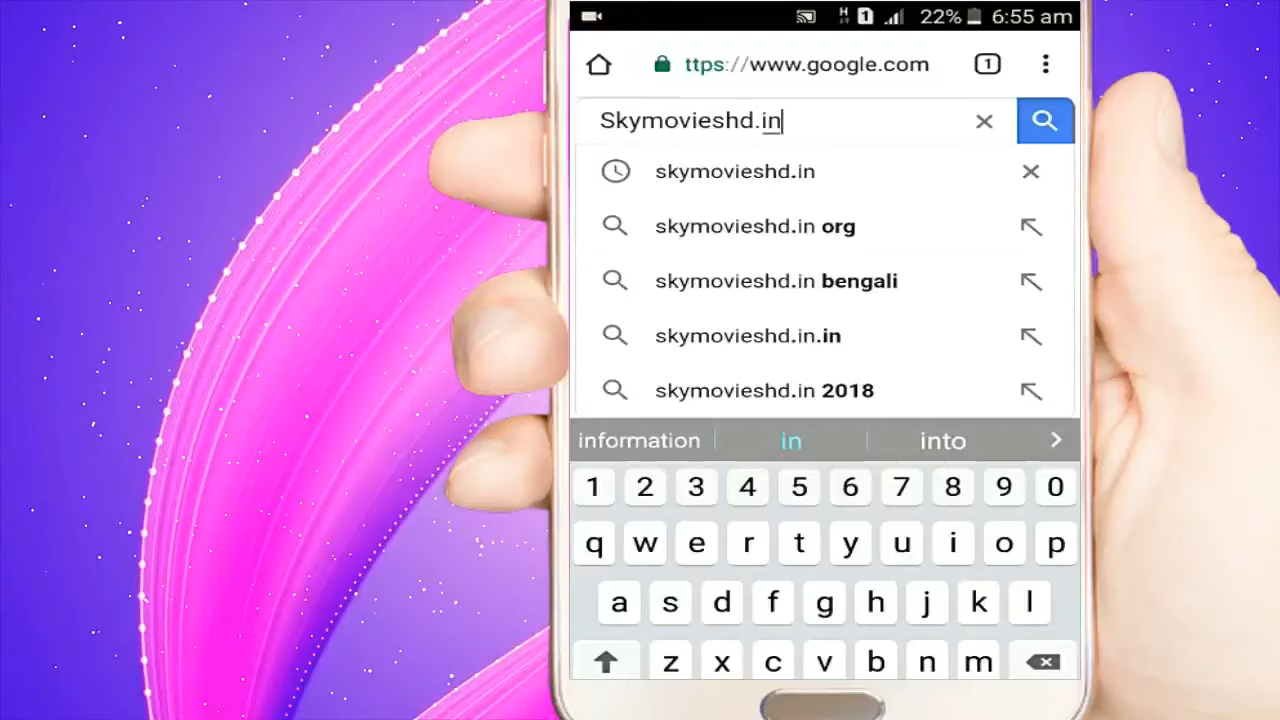 H 1 22% 6:55 am
ttps://www.google.com 1
Skymovieshd.in
skymovieshd.in
skymovieshd.in org
skymovieshd.in bengali
skymovieshd.in.in
skymovieshd.in 2018
information in into
1 2 3 4 5 6 7 8 9 0
q w e r t y u i o p
a s d f g h j k l
z x c v b n m